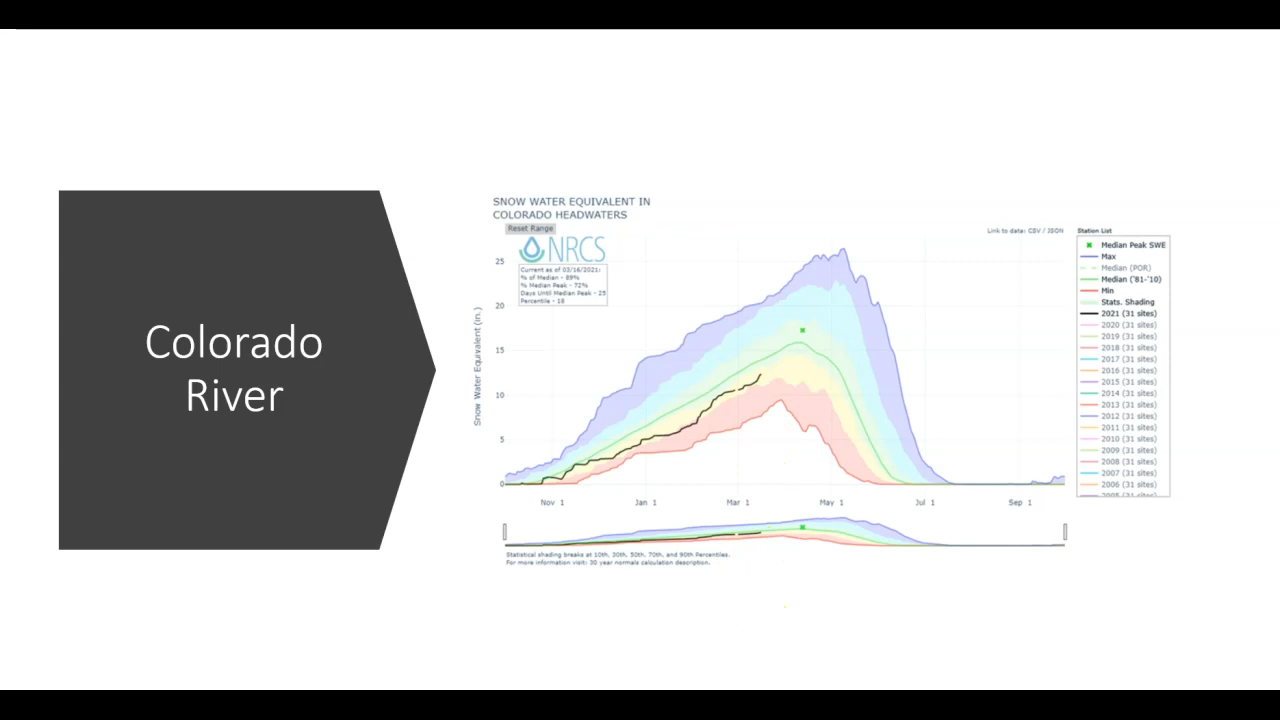 Colorado
River
SNOW WATER EQUIVALENT IN
COLORADO HEADWATERS
Reset Range
NRCS
Current as of 03/16/2021:
% of Median - 89%
% Median Peak - 72%
Days Until Median Peak - 25
Percentile - 18
Link to data: CSV / JSON
Snow Water Equivalent (in.)
25
20
15
10
5
0
Nov 1
Jan 1
Mar 1
May 1
Jul 1
Sep 1
Station List
Median Peak SWE
Max
Median (POR)
Median ('81-'10)
Min
Stats. Shading
2021 (31 sites)
2020 (31 sites)
2019 (31 sites)
2018 (31 sites)
2017 (31 sites)
2016 (31 sites)
2015 (31 sites)
2014 (31 sites)
2013 (31 sites)
2012 (31 sites)
2011 (31 sites)
2010 (31 sites)
2009 (31 sites)
2008 (31 sites)
2007 (31 sites)
2006 (31 sites)
2005 (31 sites)
Statistical shading breaks at 10th, 30th, 50th, 70th, and 90th Percentiles.
For more information visit: 30 year normals calculation description.